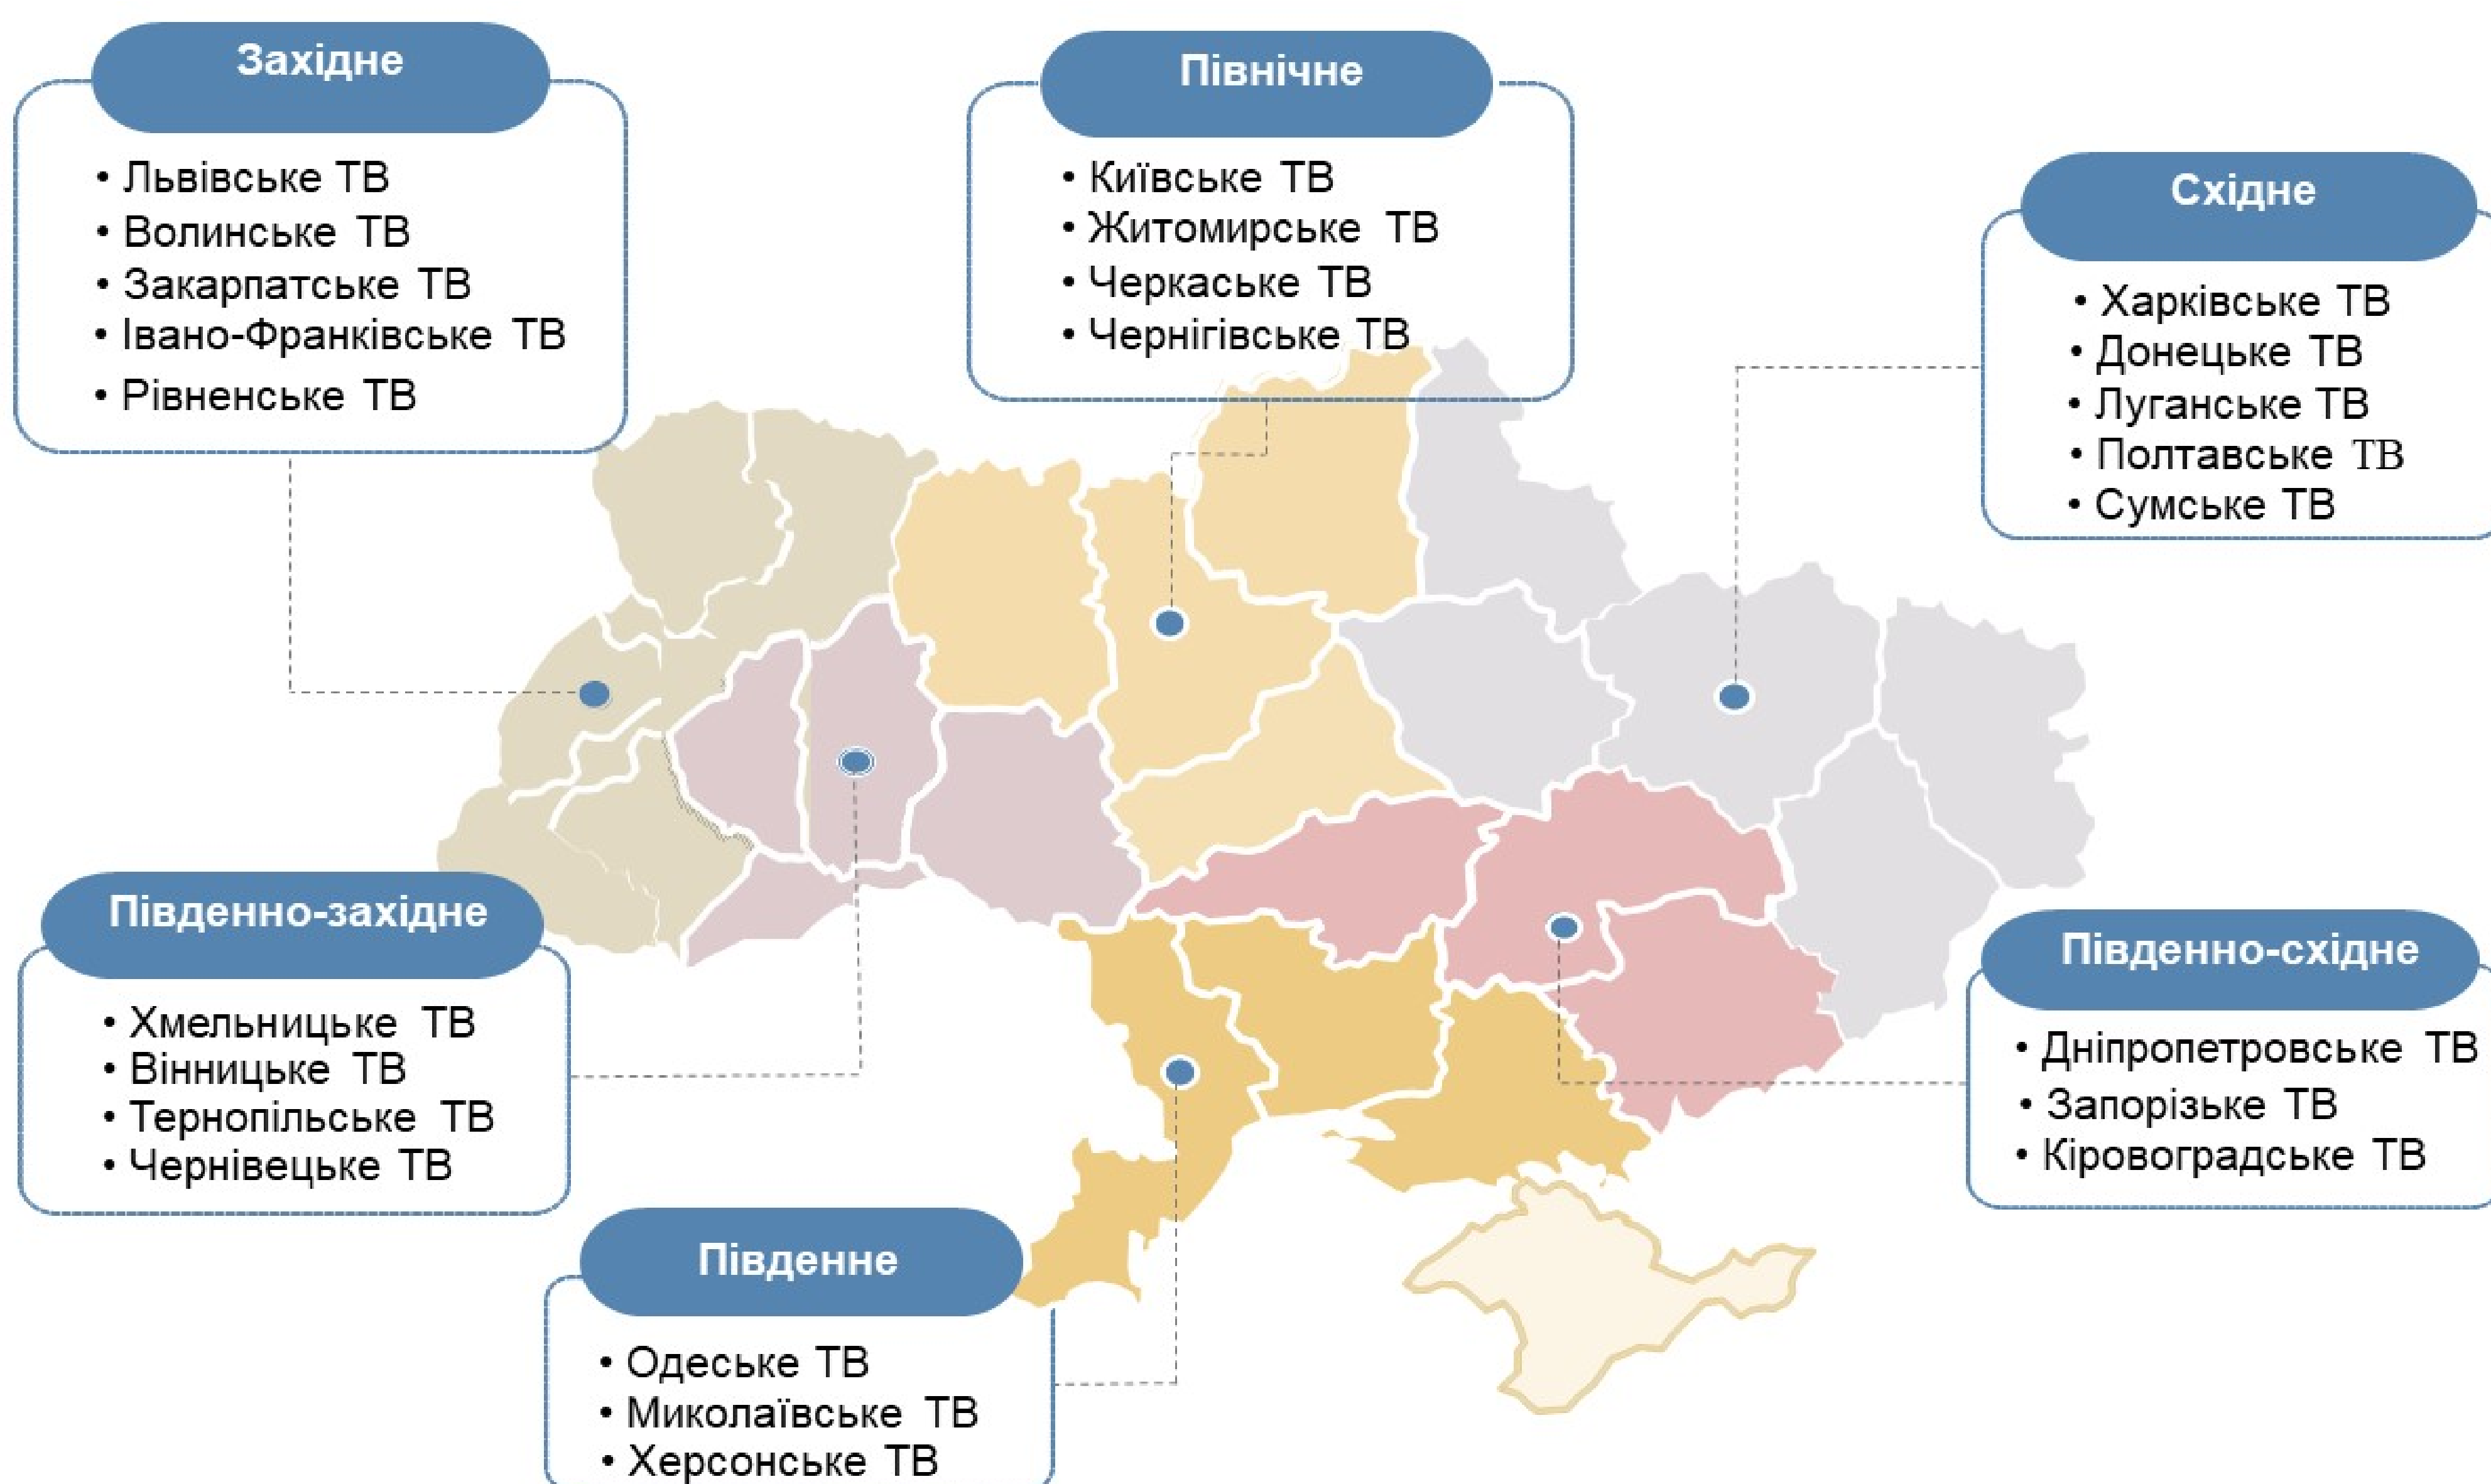 Західне
• Львівське ТВ
• Волинське ТВ
• Закарпатське ТВ
• Івано-Франківське ТВ
• Рівненське ТВ
Північне
• Київське ТВ
• Житомирське ТВ
• Черкаське ТВ
• Чернігівське ТВ
Східне
• Харківське ТВ
• Донецьке ТВ
• Луганське ТВ
• Полтавське ТВ
• Сумське ТВ
Південно-західне
• Хмельницьке ТВ
• Вінницьке ТВ
• Тернопільське ТВ
• Чернівецьке ТВ
Південно-східне
• Дніпропетровське ТВ
• Запорізьке ТВ
• Кіровоградське ТВ
Південне
• Одеське ТВ
• Миколаївське ТВ
• Херсонське ТВ